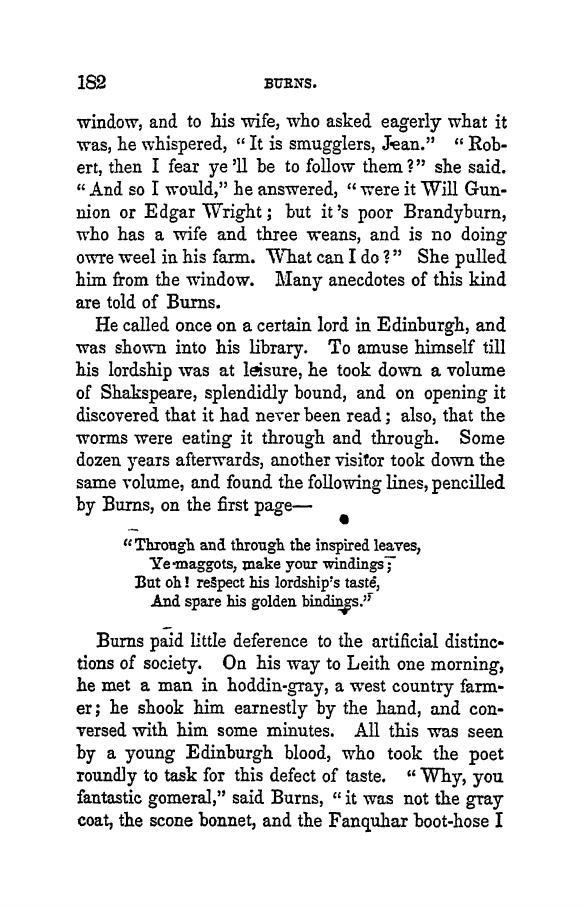 182 BURNS.
window, and to his wife, who asked eagerly what it
was, he whispered, “ It is smugglers, Jean.” “ Rob-
ert, then I fear ye ’ll be to follow them ?” she said.
“ And so I would,” he answered, “ were it Will Gun-
nion or Edgar Wright ; but it ’s poor Brandyburn,
who has a wife and three weans, and is no doing
owre weel in his farm. What can I do ?” She pulled
him from the window. Many anecdotes of this kind
are told of Burns.
He called once on a certain lord in Edinburgh, and
was shown into his library. To amuse himself till
his lordship was at leisure, he took down a volume
of Shakspeare, splendidly bound, and on opening it
discovered that it had never been read ; also, that the
worms were eating it through and through. Some
dozen years afterwards, another visitor took down the
same volume, and found the following lines, pencilled
by Burns, on the first page—
“ Through and through the inspired leaves,
Ye maggots, make your windings ;
But oh ! respect his lordship's taste,
And spare his golden bindings.”
Burns paid little deference to the artificial distinc-
tions of society. On his way to Leith one morning,
he met a man in hoddin-gray, a west country farm-
er ; he shook him earnestly by the hand, and con-
versed with him some minutes. All this was seen
by a young Edinburgh blood, who took the poet
roundly to task for this defect of taste. “ Why, you
fantastic gomeral,” said Burns, “ it was not the gray
coat, the scone bonnet, and the Fanquhar boot-hose I